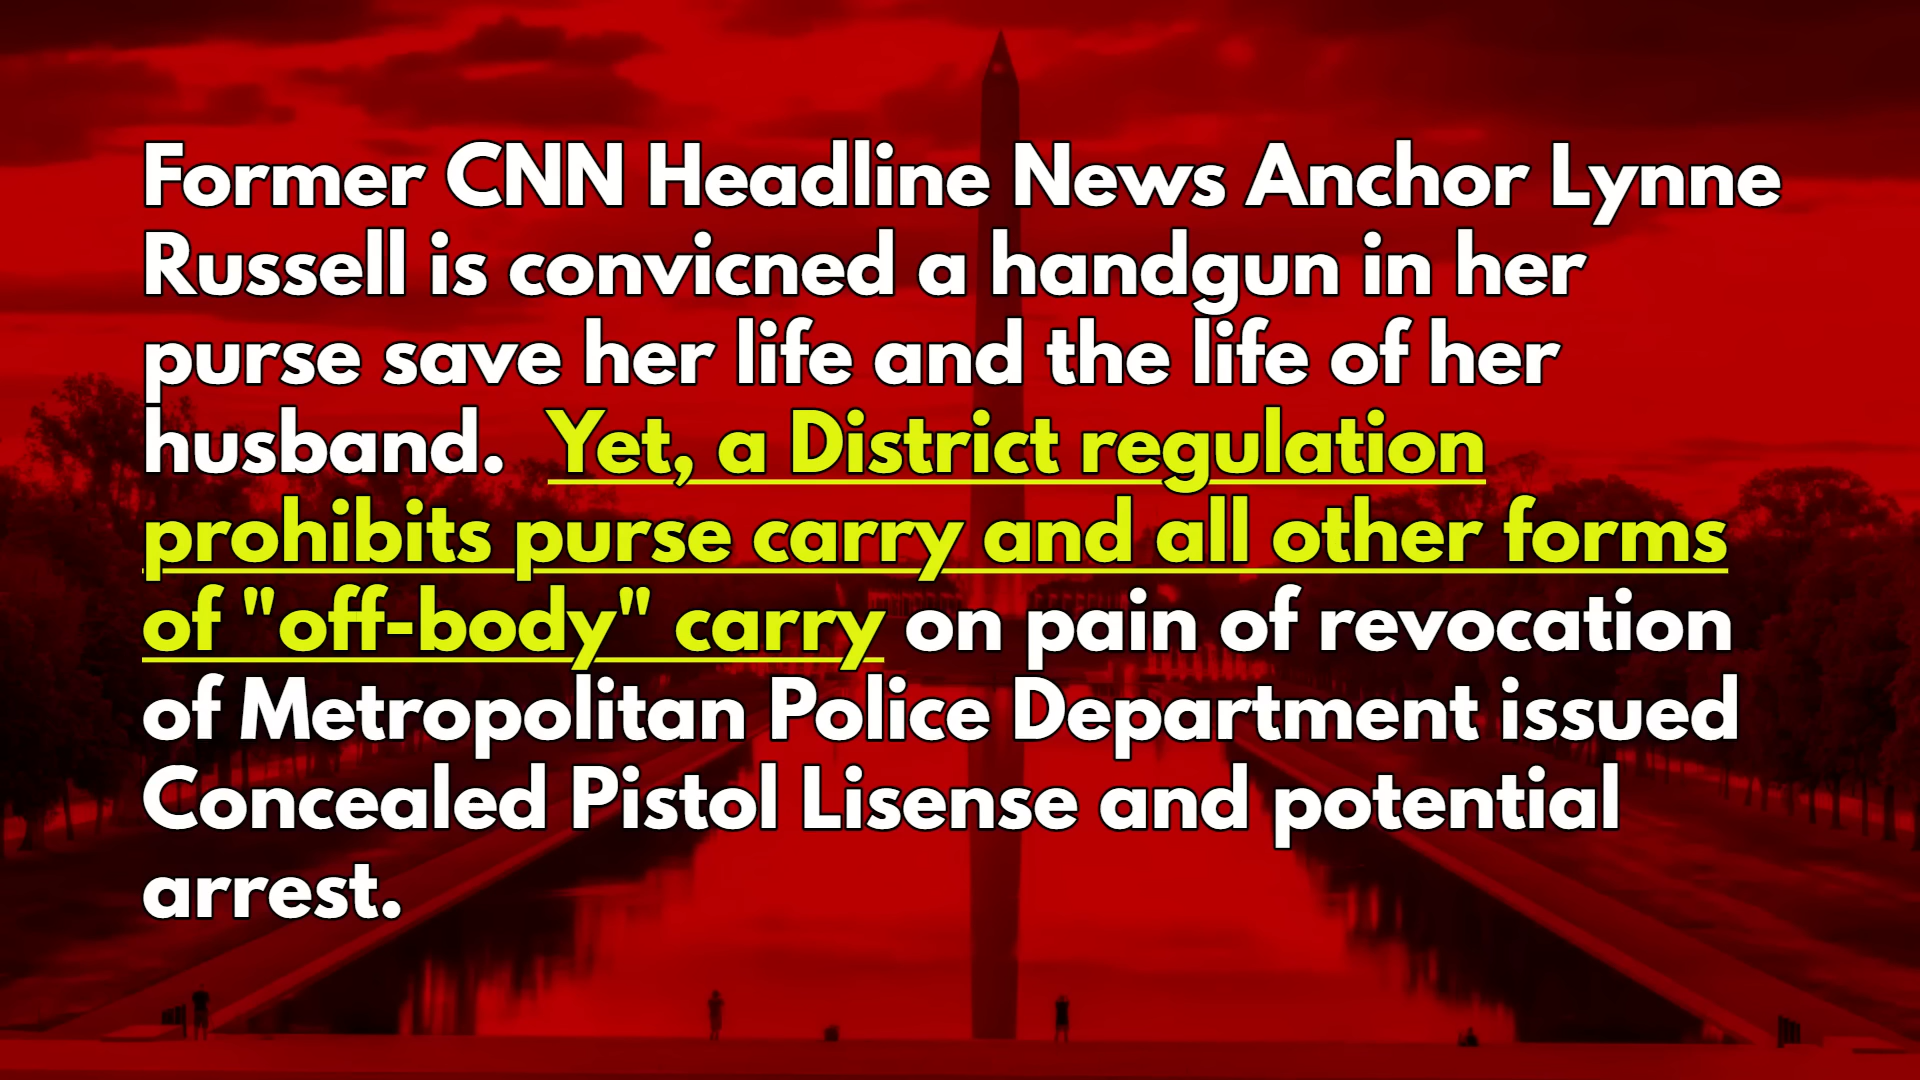 Former CNN Headline News Anchor Lynne
Russell is convicned a handgun in her
purse save her life and the life of her
husband.  Yet, a District regulation
prohibits purse carry and all other forms
of "off-body" carry on pain of revocation
of Metropolitan Police Department issued
Concealed Pistol Lisense and potential
arrest.